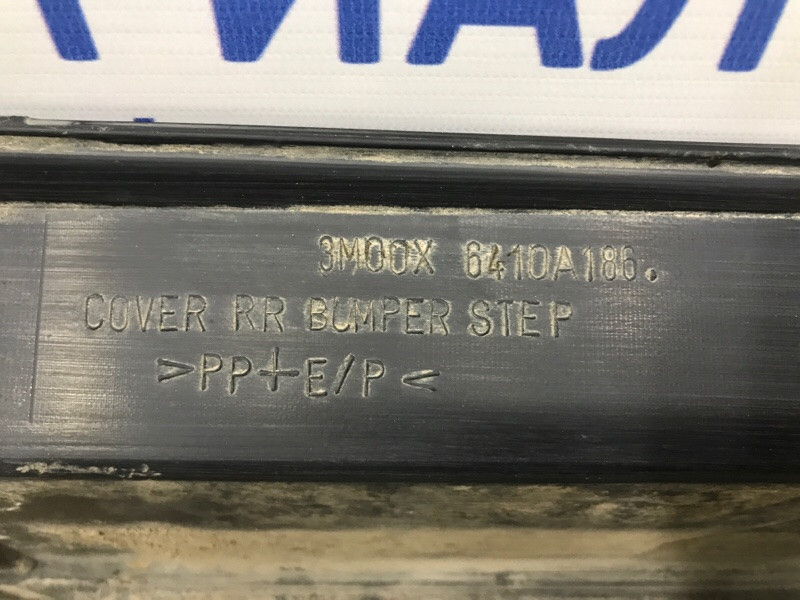 3M00X 6410A186.
COVER RR BUMPER STEP
>PP+E/P<